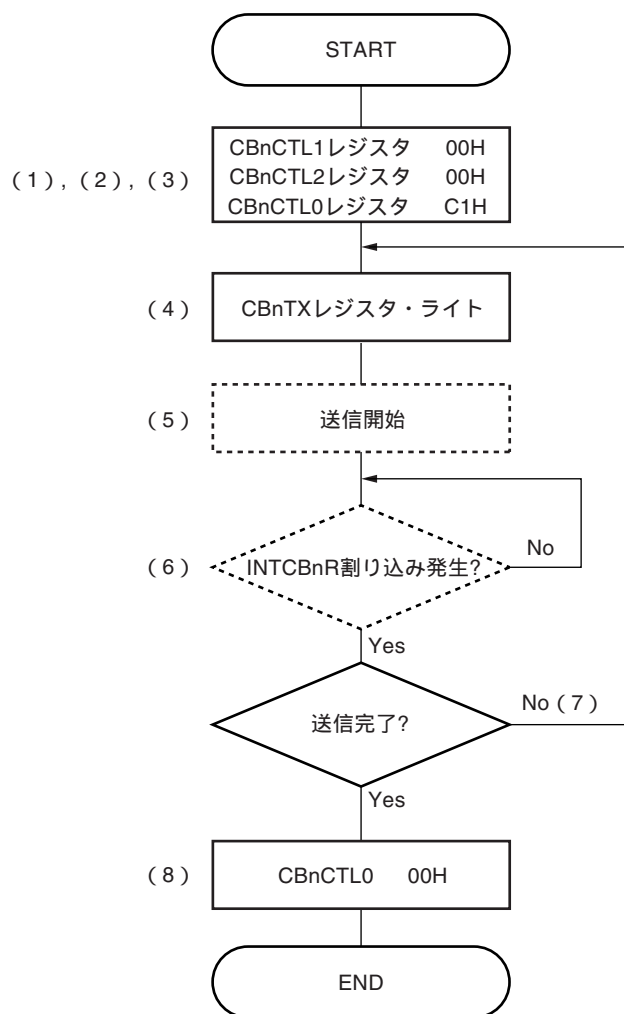 START
CBnCTL1レジスタ 00H
(1), (2), (3) CBnCTL2レジスタ 00H
CBnCTL0レジスタ C1H
(4) CBnTXレジスタ・ライト
(5) 送信開始
(6) INTCBnR割り込み発生? No
Yes
送信完了? No (7)
Yes
(8) CBnCTL0 00H
END